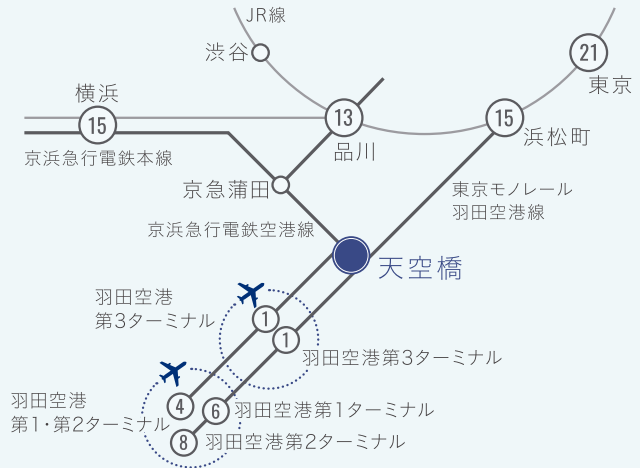 JR線
渋谷
21
東京
横浜
15
13
15
品川
浜松町
京浜急行電鉄本線
京急蒲田
東京モノレール
羽田空港線
京浜急行電鉄空港線
天空橋
羽田空港
第3ターミナル
1
1
羽田空港第3ターミナル
羽田空港
第1・第2ターミナル
4
6
羽田空港第1ターミナル
8
羽田空港第2ターミナル